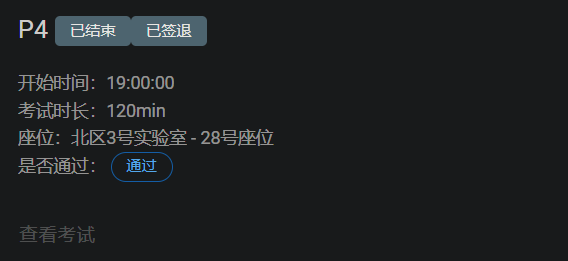 P4 已结束 已签退
开始时间：19:00:00
考试时长：120min
座位：北区3号实验室 - 28号座位
是否通过： 通过
查看考试